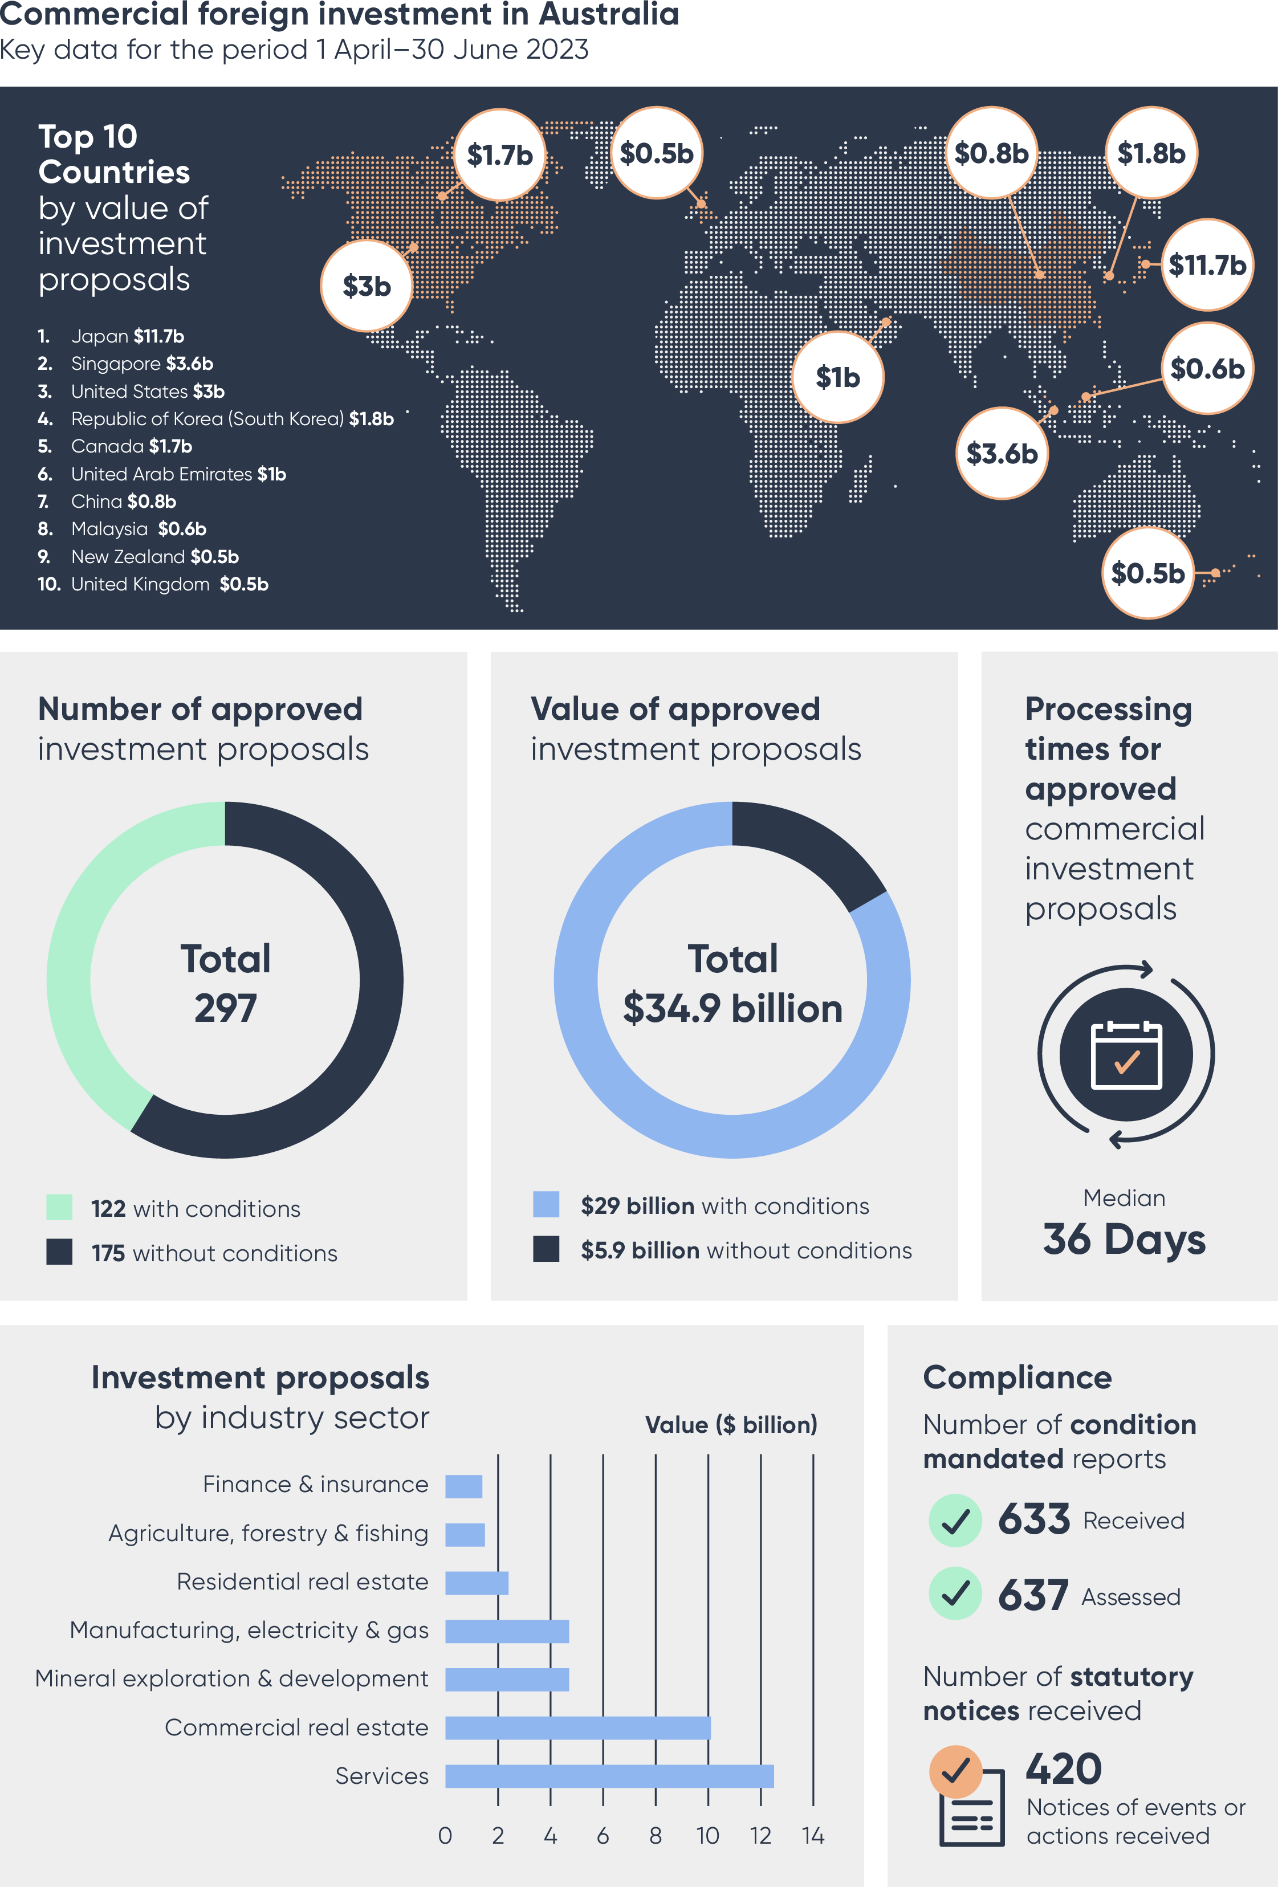 Commercial foreign investment in Australia
Key data for the period 1 April–30 June 2023
Top 10
Countries
by value of
investment
proposals
1. Japan $11.7b
2. Singapore $3.6b
3. United States $3b
4. Republic of Korea (South Korea) $1.8b
5. Canada $1.7b
6. United Arab Emirates $1b
7. China $0.8b
8. Malaysia $0.6b
9. New Zealand $0.5b
10. United Kingdom $0.5b
$1.7b
$0.5b
$0.8b
$1.8b
$3b
$11.7b
$1b
$0.6b
$3.6b
$0.5b
Number of approved
investment proposals
Total
297
122 with conditions
175 without conditions
Value of approved
investment proposals
Total
$34.9 billion
$29 billion with conditions
$5.9 billion without conditions
Processing
times for
approved
commercial
investment
proposals
Median
36 Days
Investment proposals
by industry sector
Value ($ billion)
Finance & insurance
Agriculture, forestry & fishing
Residential real estate
Manufacturing, electricity & gas
Mineral exploration & development
Commercial real estate
Services
0 2 4 6 8 10 12 14
Compliance
Number of condition
mandated reports
633 Received
637 Assessed
Number of statutory
notices received
420
Notices of events or
actions received